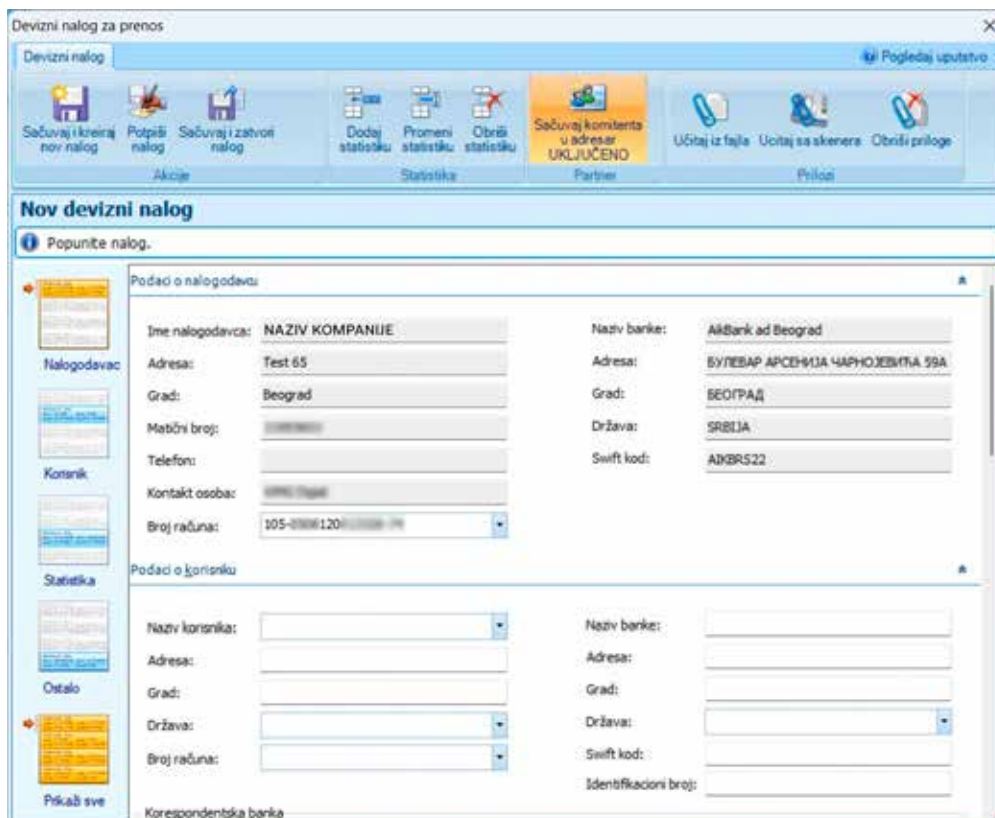 Devizni nalog za prenos
Devizni nalog
Pogledaj uputstvo
Sačuvaj i kreiraj
nov nalog
Potpiši
nalog
Sačuvaj i zatvori
nalog
Akcije
Dodaj
statistiku
Promeni
statistiku
Obriši
statistiku
Statistika
Sačuvaj komitenta
u adresar
UKLJUČENO
Partner
Učitaj iz fajla
Ucitaj sa skenera
Obriši priloge
Prilozi
Nov devizni nalog
Popunite nalog.
Nalogodavac
Korisnik
Statistika
Ostalo
Prikaži sve
Podaci o nalogodavcu
Ime nalogodavca: NAZIV KOMPANIJE
Adresa: Test 65
Grad: Beograd
Matični broj:
Telefon:
Kontakt osoba:
Broj računa: 105- 120
Naziv banke: AikBank ad Beograd
Adresa: БУЛЕВАР АРСЕНИЈА ЧАРНОЈЕВИЋА 59А
Grad: БЕОГРАД
Država: SRBIJA
Swift kod: AIKBRS22
Podaci o korisniku
Naziv korisnika:
Adresa:
Grad:
Država:
Broj računa:
Naziv banke:
Adresa:
Grad:
Država:
Swift kod:
Identifikacioni broj:
Korespondentska banka